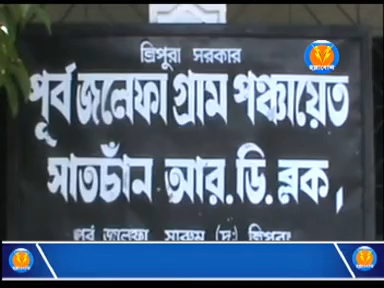 ত্রিপুরা সরকার
পূর্ব জলেফা গ্রাম পঞ্চায়েত
সাতচাঁন আর.ডি.ব্লক,
পূর্ব জলেফা সাব্রুম (দঃ) ত্রিপুরা